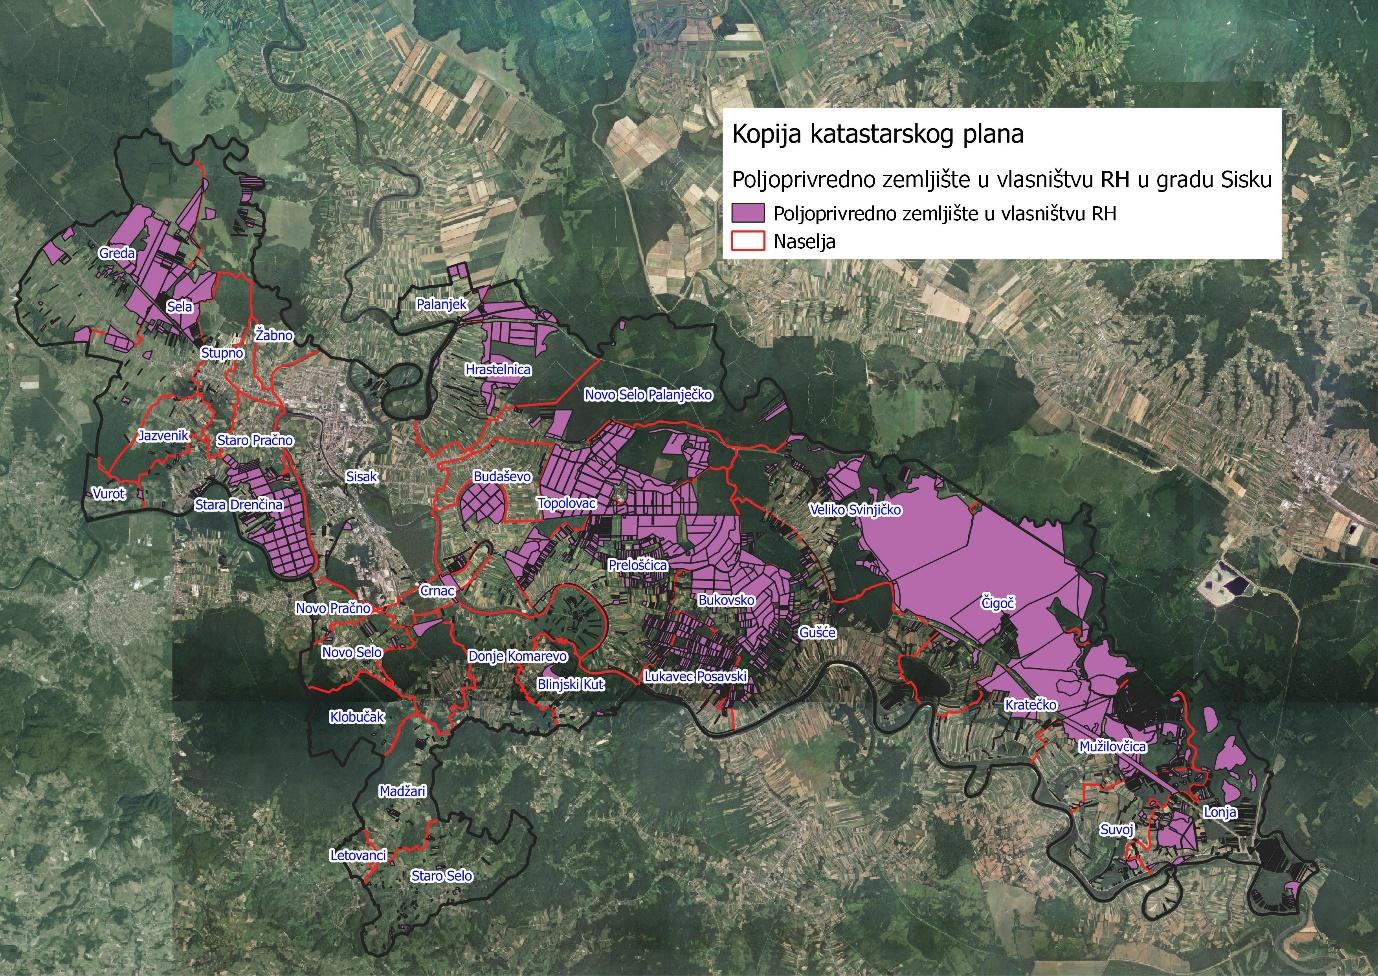 Kopija katastarskog plana
Poljoprivredno zemljište u vlasništvu RH u gradu Sisku
Poljoprivredno zemljište u vlasništvu RH
Naselja
Greda
Sela
Palanjek
Žabno
Stupno
Hrastelnica
Novo Selo Palanječko
Jazvenik
Staro Pračno
Sisak
Budaševo
Vurot
Stara Drenčina
Topolovac
Veliko Svinjičko
Prelošćica
Crnac
Bukovsko
Čigoč
Novo Pračno
Gušće
Novo Selo
Donje Komarevo
Lukavec Posavski
Blinjski Kut
Kratečko
Klobučak
Mužilovčica
Madžari
Lonja
Suvoj
Letovanci
Staro Selo